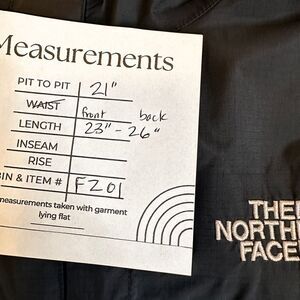 Measurements
PIT TO PIT 21"
WAIST front back
LENGTH 23" - 26"
INSEAM
RISE
BIN & ITEM # FZ01
measurements taken with garment
lying flat
THE
NORTH
FACE